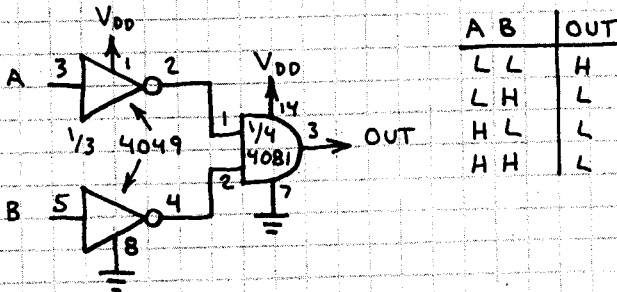 VDD
A 3 1 2
1/3 4049
B 5 4
8
VDD
14
1 1/4 3 OUT
2 4081
7
A B OUT
L L H
L H L
H L L
H H L